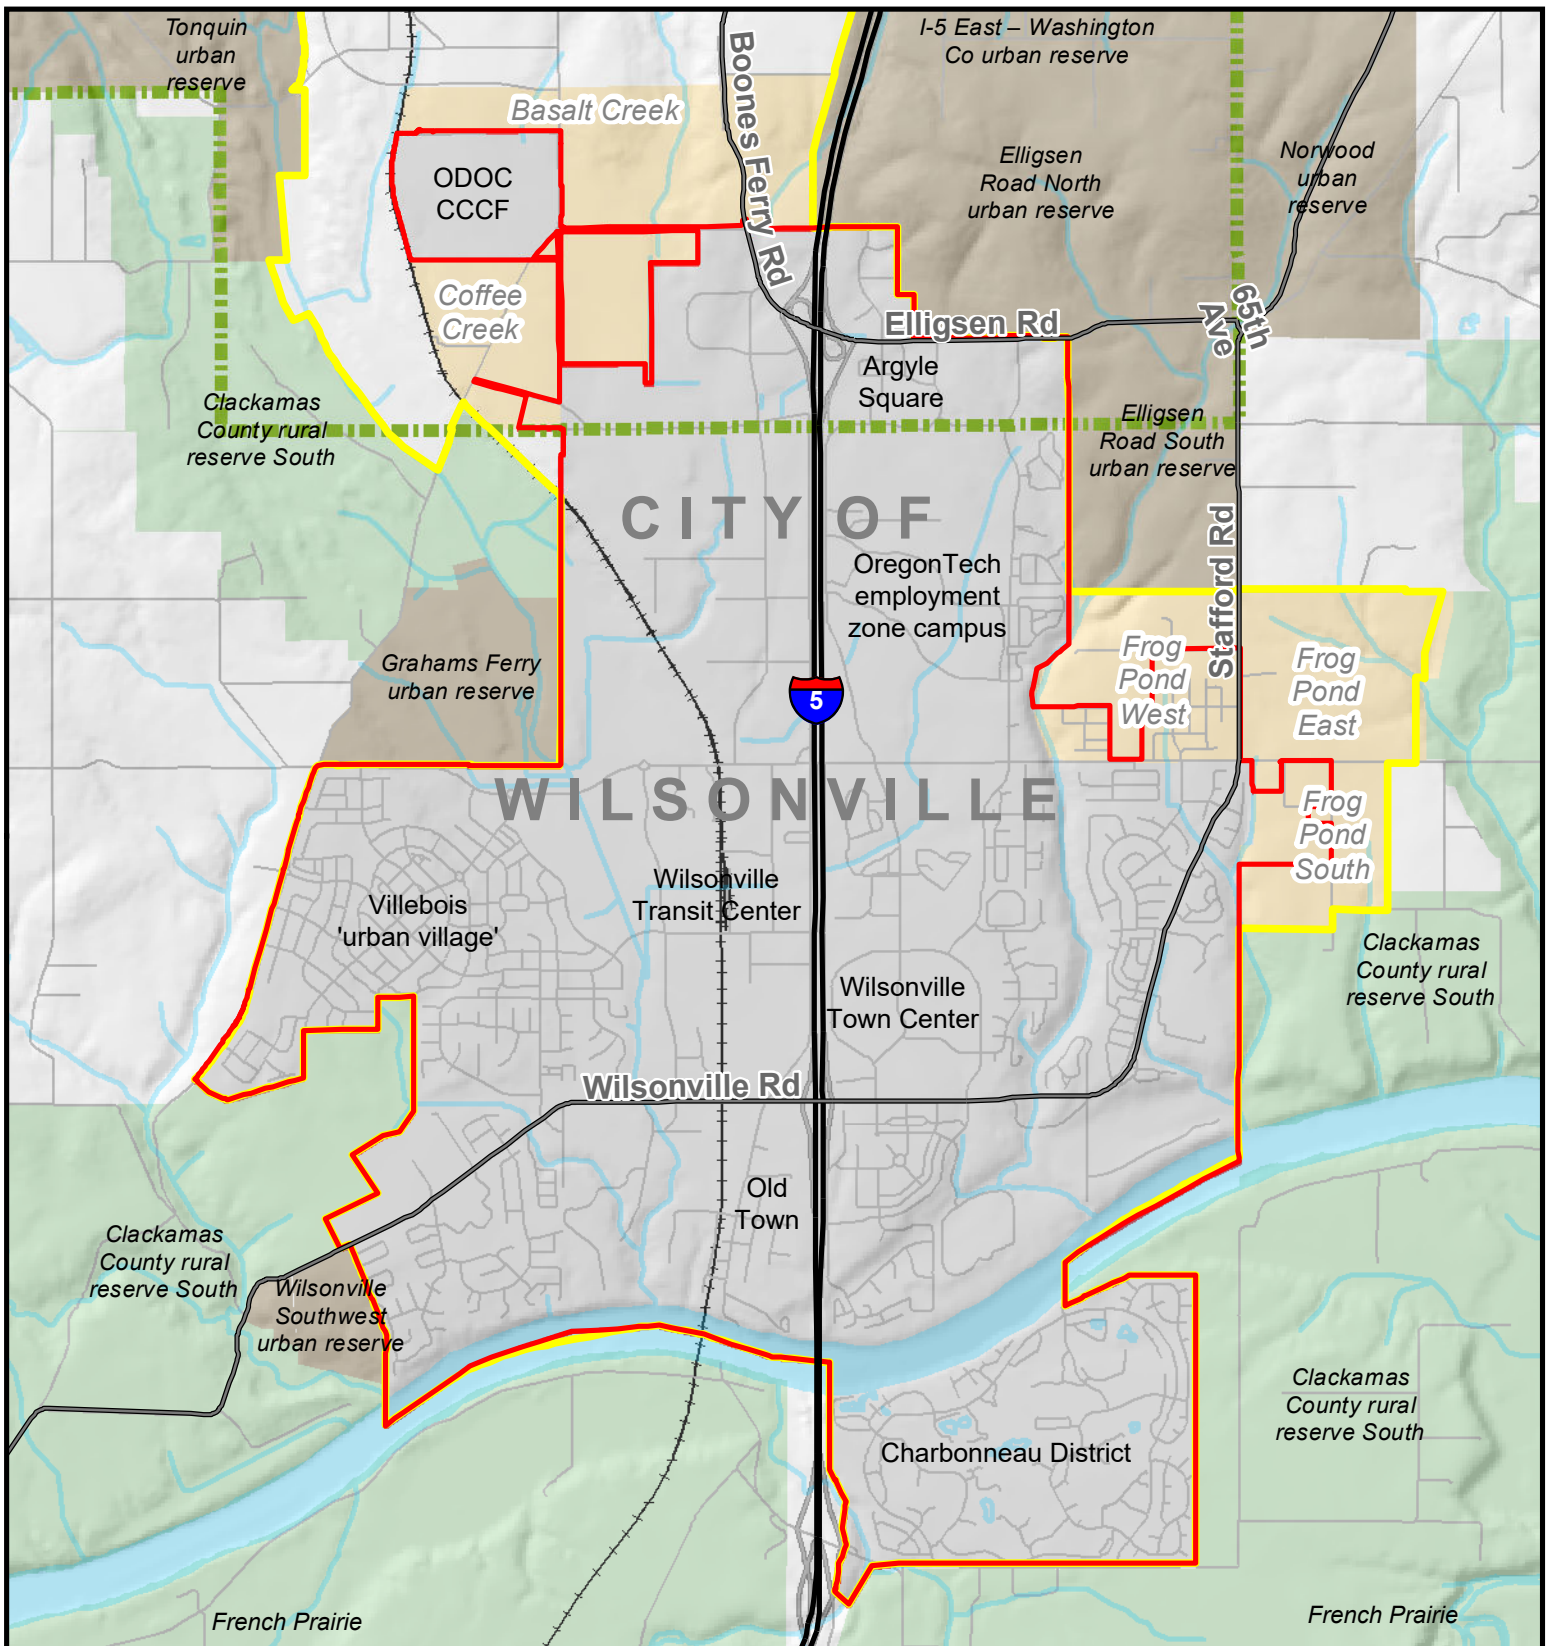 Tonquin
urban
reserve
I-5 East – Washington
Co urban reserve
Boones Ferry Rd
Basalt Creek
ODOC
CCCF
Elligsen
Road North
urban reserve
Norwood
urban
reserve
Coffee
Creek
Elligsen Rd
65th
Ave
Argyle
Square
Clackamas
County rural
reserve South
Elligsen
Road South
urban reserve
CITY OF
Stafford Rd
OregonTech
employment
zone campus
Grahams Ferry
urban reserve
Frog
Pond
West
Frog
Pond
East
5
WILSONVILLE
Frog
Pond
South
Villebois
'urban village'
Wilsonville
Transit Center
Clackamas
County rural
reserve South
Wilsonville
Town Center
Wilsonville Rd
Old
Town
Clackamas
County rural
reserve South
Wilsonville
Southwest
urban reserve
Clackamas
County rural
reserve South
Charbonneau District
French Prairie
French Prairie